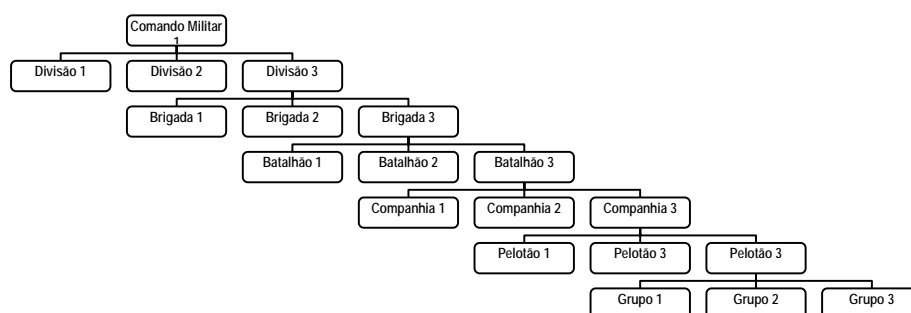 Comando Militar
1
Divisão 1 Divisão 2 Divisão 3
Brigada 1 Brigada 2 Brigada 3
Batalhão 1 Batalhão 2 Batalhão 3
Companhia 1 Companhia 2 Companhia 3
Pelotão 1 Pelotão 3 Pelotão 3
Grupo 1 Grupo 2 Grupo 3